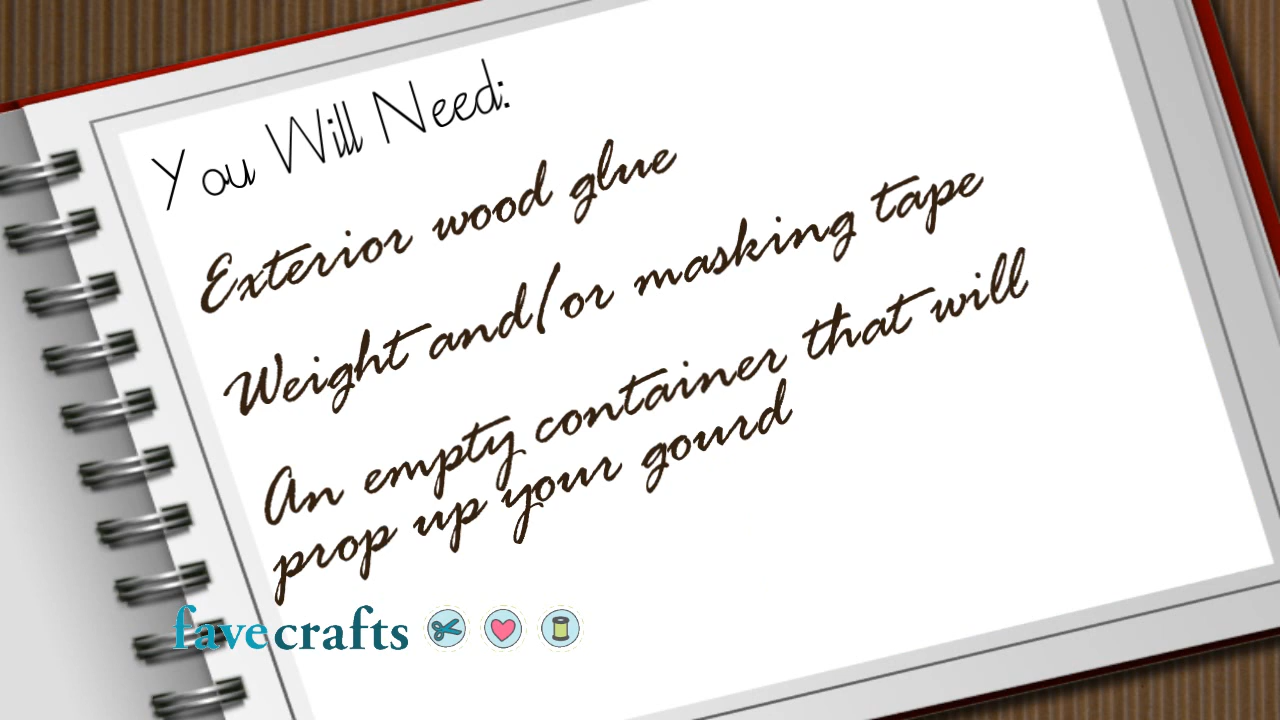 You Will Need:
Exterior wood glue
Weight and/or masking tape
An empty container that will
prop up your gourd
favecrafts